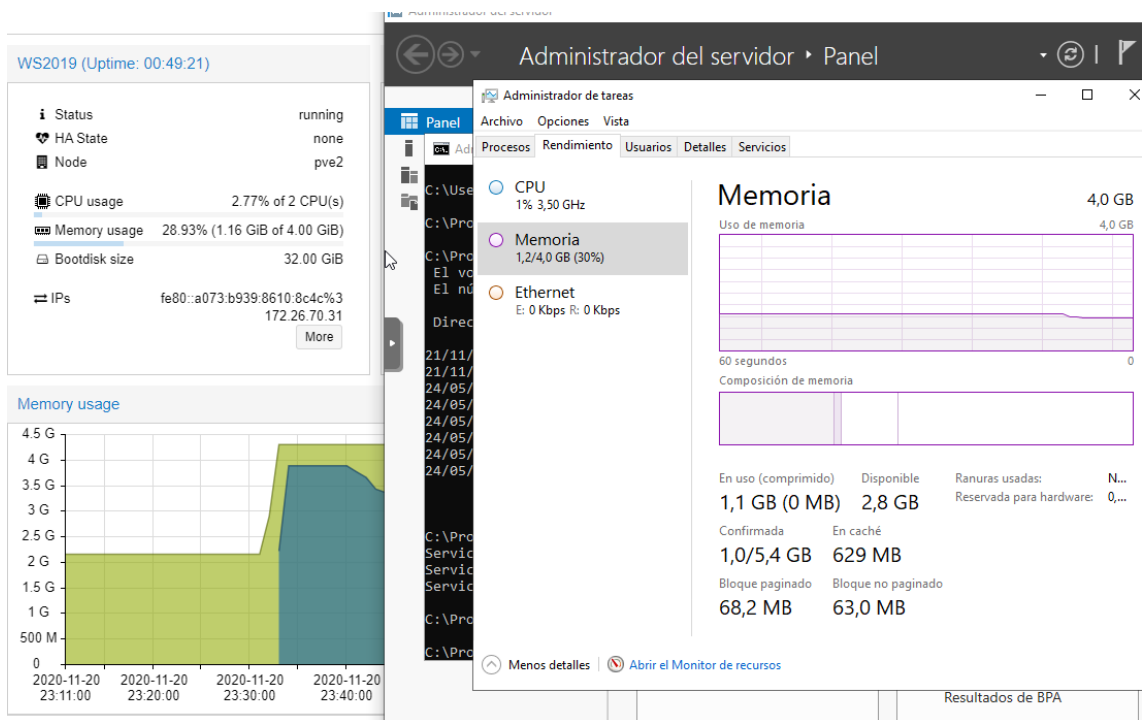 Administrador del servidor
WS2019 (Uptime: 00:49:21)
Status running
HA State none
Node pve2
CPU usage 2.77% of 2 CPU(s)
Memory usage 28.93% (1.16 GiB of 4.00 GiB)
Bootdisk size 32.00 GiB
IPs fe80::a073:b939:8610:8c4c%3
172.26.70.31
More
Memory usage
4.5 G
4 G
3.5 G
3 G
2.5 G
2 G
1.5 G
1 G
500 M
0
2020-11-20 2020-11-20 2020-11-20 2020-11-20
23:11:00 23:20:00 23:30:00 23:40:00
Administrador del servidor Panel
Panel
C:\Use
C:\Pro
C:\Pro
El vo
El nú
Direc
21/11/
21/11/
24/05/
24/05/
24/05/
24/05/
24/05/
24/05/
C:\Pro
Servic
Servic
Servic
C:\Pro
C:\Pro
Administrador de tareas
Archivo Opciones Vista
Procesos Rendimiento Usuarios Detalles Servicios
CPU
1% 3,50 GHz
Memoria
1,2/4,0 GB (30%)
Ethernet
E: 0 Kbps R: 0 Kbps
Memoria 4,0 GB
Uso de memoria 4,0 GB
60 segundos 0
Composición de memoria
En uso (comprimido) Disponible
1,1 GB (0 MB) 2,8 GB
Confirmada En caché
1,0/5,4 GB 629 MB
Bloque paginado Bloque no paginado
68,2 MB 63,0 MB
Ranuras usadas: N...
Reservada para hardware: 0,...
Menos detalles Abrir el Monitor de recursos
Resultados de BPA